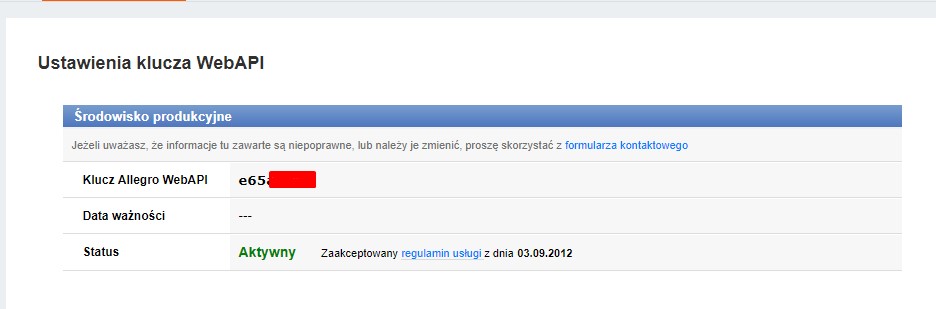 Ustawienia klucza WebAPI
Środowisko produkcyjne
Jeżeli uważasz, że informacje tu zawarte są niepoprawne, lub należy je zmienić, proszę skorzystać z formularza kontaktowego
Klucz Allegro WebAPI e65
Data ważności ---
Status Aktywny Zaakceptowany regulamin usługi z dnia 03.09.2012